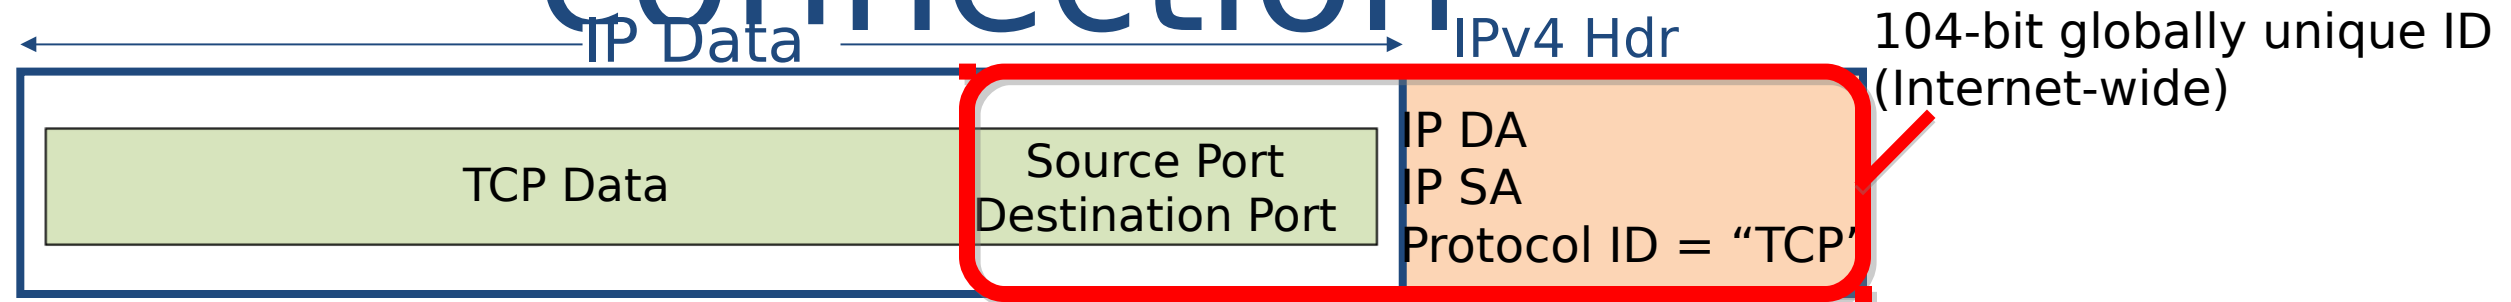 connection
IP Data
IPv4 Hdr
104-bit globally unique ID
(Internet-wide)
TCP Data
Source Port
Destination Port
IP DA
IP SA
Protocol ID = “TCP”